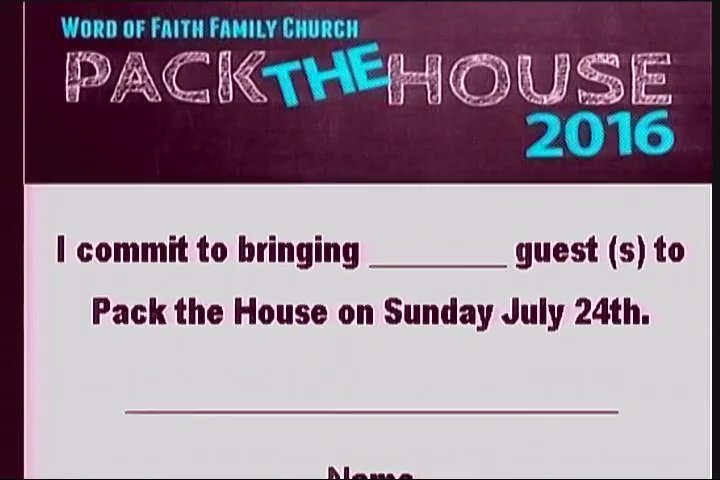 WORD OF FAITH FAMILY CHURCH
PACK THE HOUSE
2016
I commit to bringing ________ guest (s) to
Pack the House on Sunday July 24th.
Name